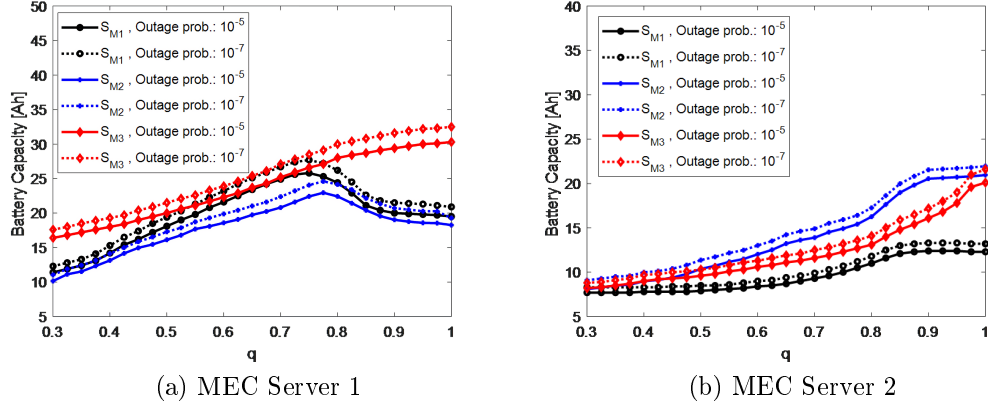 50
45
40
35
30
25
20
15
10
5
Battery Capacity [Ah]
S_M1 , Outage prob.: 10^-5
S_M1 , Outage prob.: 10^-7
S_M2 , Outage prob.: 10^-5
S_M2 , Outage prob.: 10^-7
S_M3 , Outage prob.: 10^-5
S_M3 , Outage prob.: 10^-7
0.3 0.4 0.5 0.6 0.7 0.8 0.9 1
q
(a) MEC Server 1
40
35
30
25
20
15
10
5
Battery Capacity [Ah]
S_M1 , Outage prob.: 10^-5
S_M1 , Outage prob.: 10^-7
S_M2 , Outage prob.: 10^-5
S_M2 , Outage prob.: 10^-7
S_M3 , Outage prob.: 10^-5
S_M3 , Outage prob.: 10^-7
0.3 0.4 0.5 0.6 0.7 0.8 0.9 1
q
(b) MEC Server 2